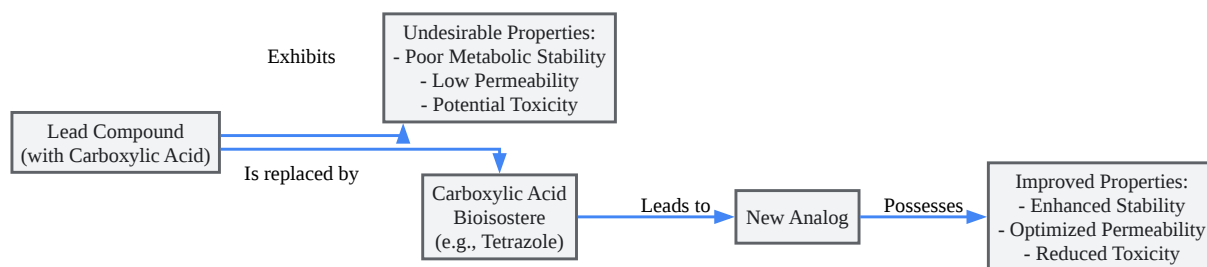 Undesirable Properties:
- Poor Metabolic Stability
- Low Permeability
- Potential Toxicity
Exhibits
Lead Compound
(with Carboxylic Acid)
Is replaced by
Carboxylic Acid
Bioisostere
(e.g., Tetrazole)
Leads to
New Analog
Possesses
Improved Properties:
- Enhanced Stability
- Optimized Permeability
- Reduced Toxicity